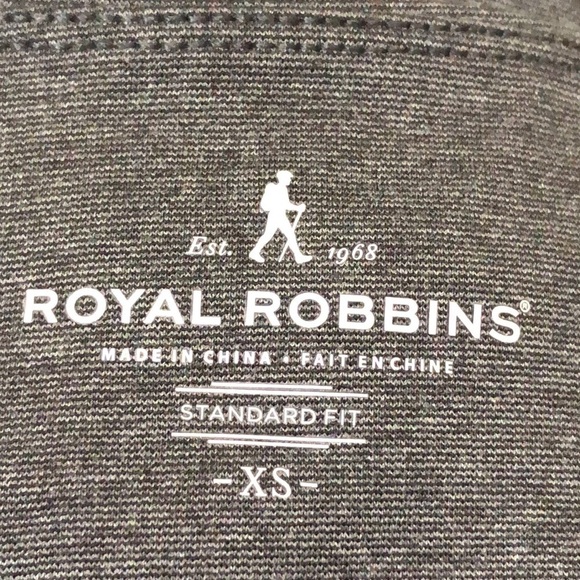 Est. 1968
ROYAL ROBBINS®
MADE IN CHINA • FAIT EN CHINE
STANDARD FIT
-XS-